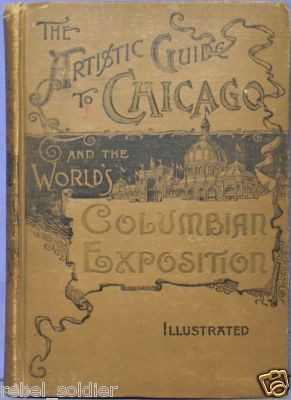 THE
ARTISTIC GUIDE
TO CHICAGO
AND THE
WORLD'S
COLUMBIAN
EXPOSITION
ILLUSTRATED
rebel_soldier